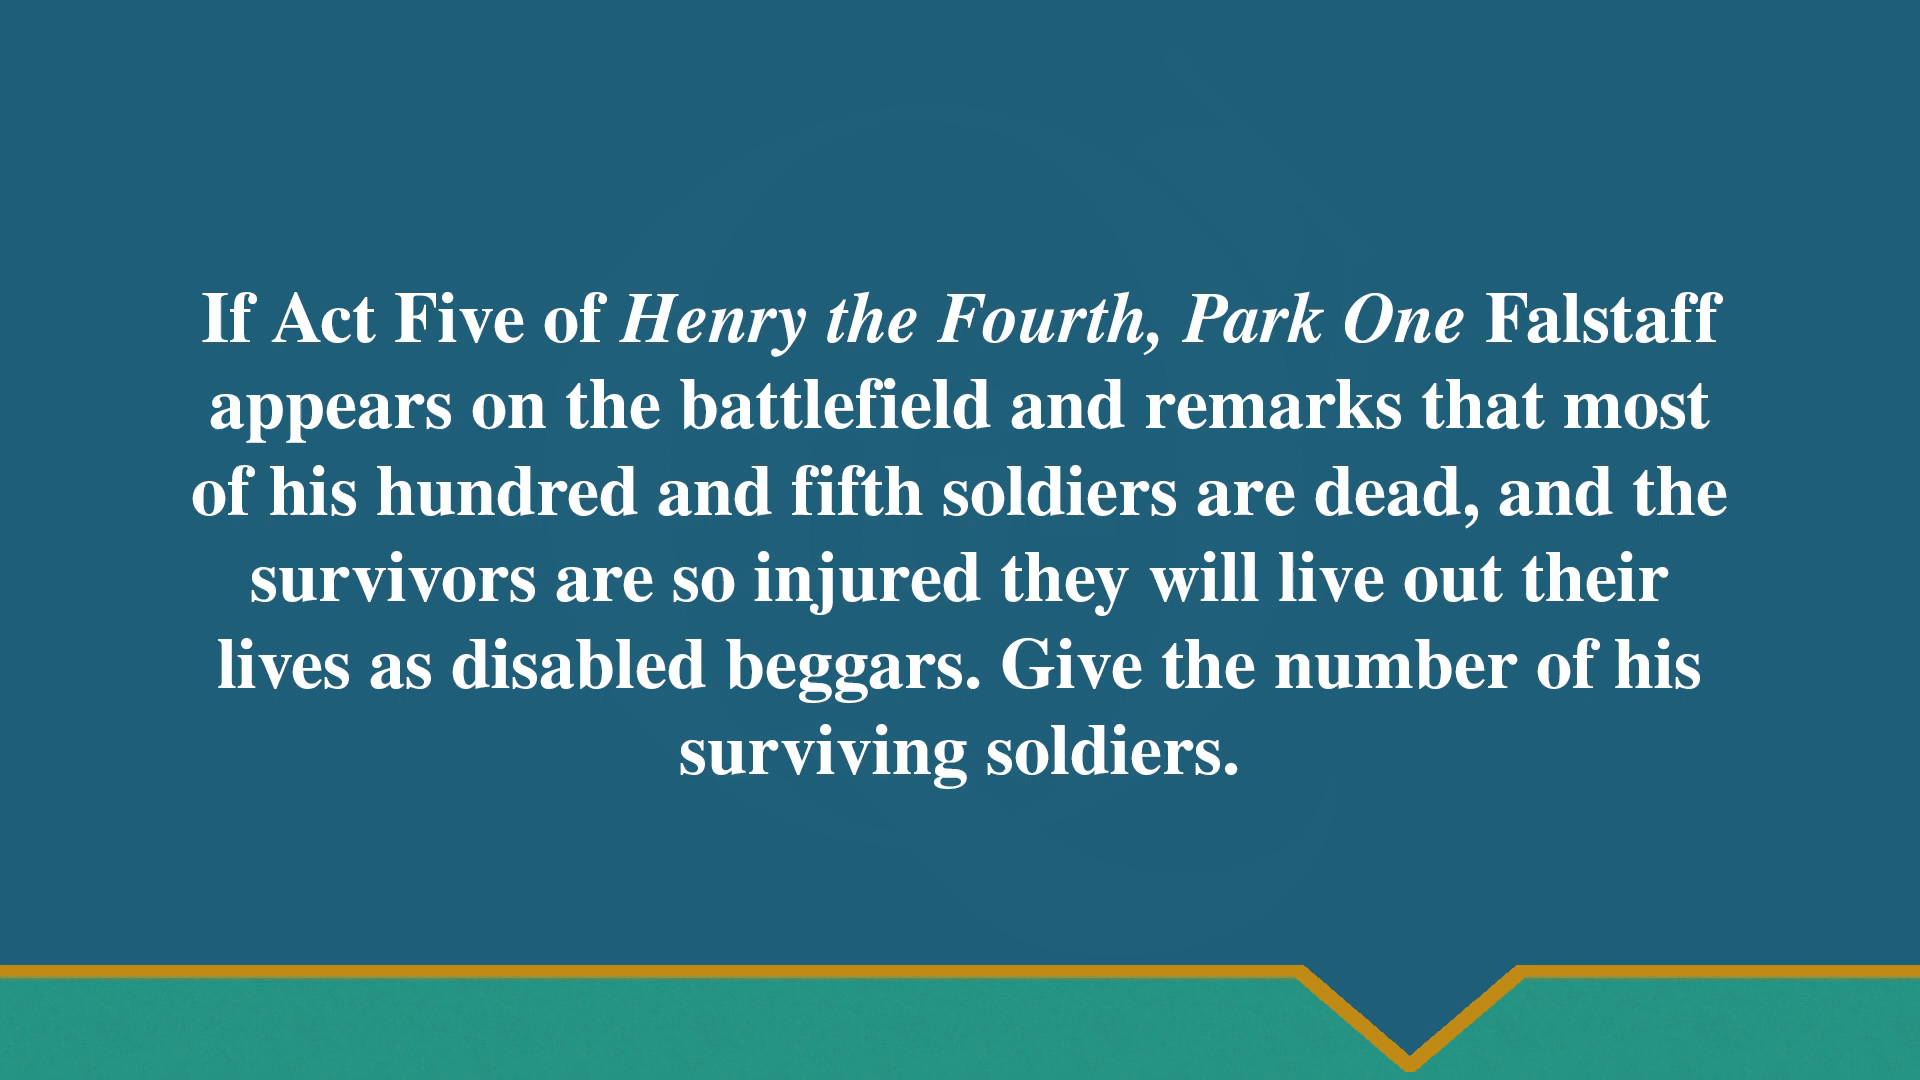 If Act Five of Henry the Fourth, Park One Falstaff
appears on the battlefield and remarks that most
of his hundred and fifth soldiers are dead, and the
survivors are so injured they will live out their
lives as disabled beggars. Give the number of his
surviving soldiers.